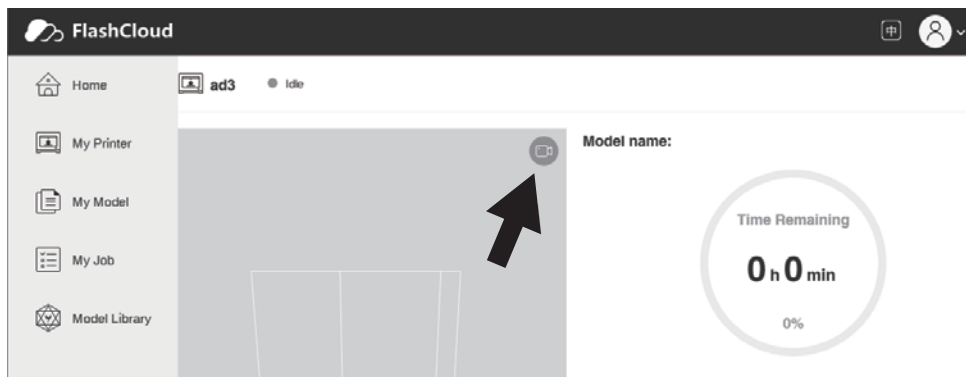 FlashCloud
中
Home
My Printer
My Model
My Job
Model Library
ad3
Idle
Model name:
Time Remaining
0 h 0 min
0%